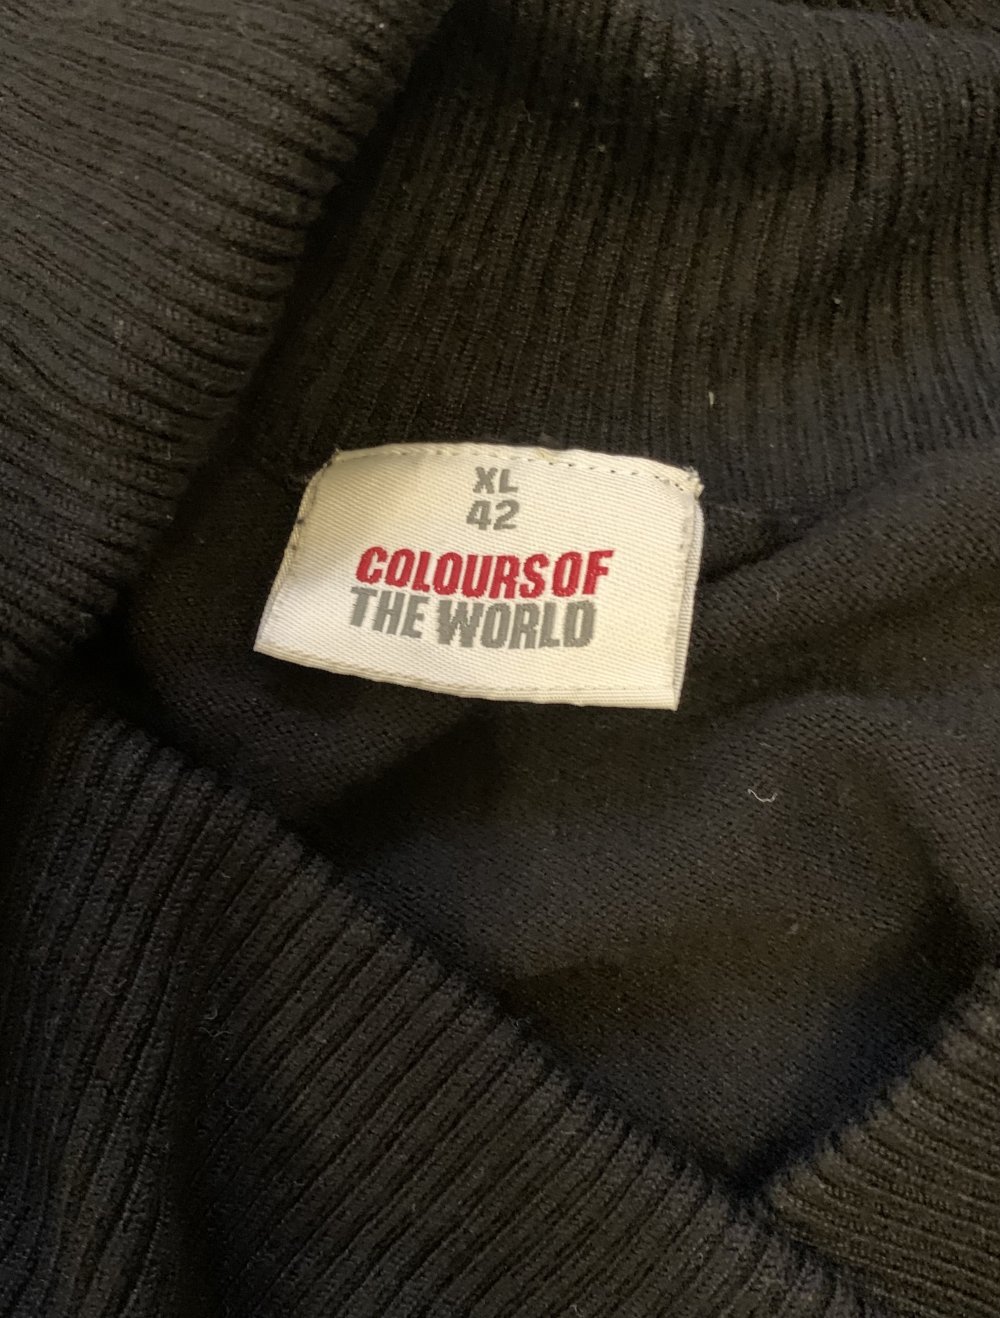 XL
42
COLOURS OF
THE WORLD